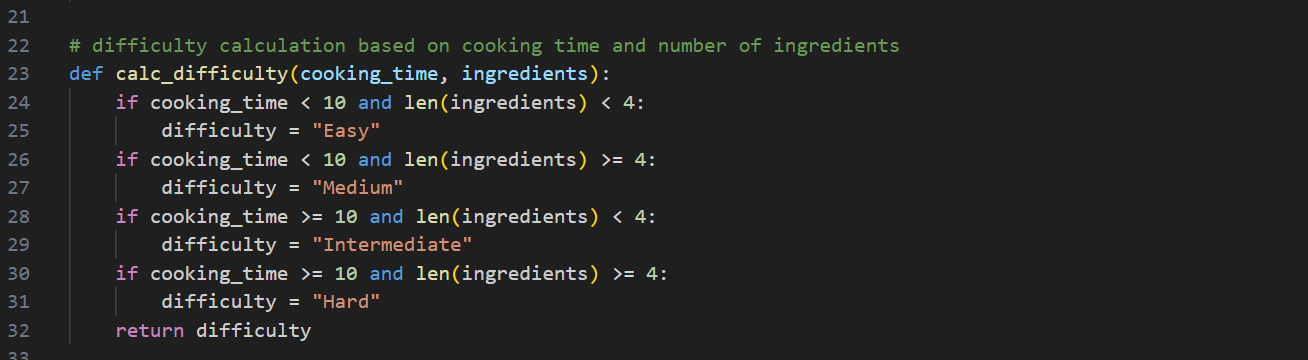 21
22 # difficulty calculation based on cooking time and number of ingredients
23 def calc_difficulty(cooking_time, ingredients):
24     if cooking_time < 10 and len(ingredients) < 4:
25         difficulty = "Easy"
26     if cooking_time < 10 and len(ingredients) >= 4:
27         difficulty = "Medium"
28     if cooking_time >= 10 and len(ingredients) < 4:
29         difficulty = "Intermediate"
30     if cooking_time >= 10 and len(ingredients) >= 4:
31         difficulty = "Hard"
32     return difficulty
33